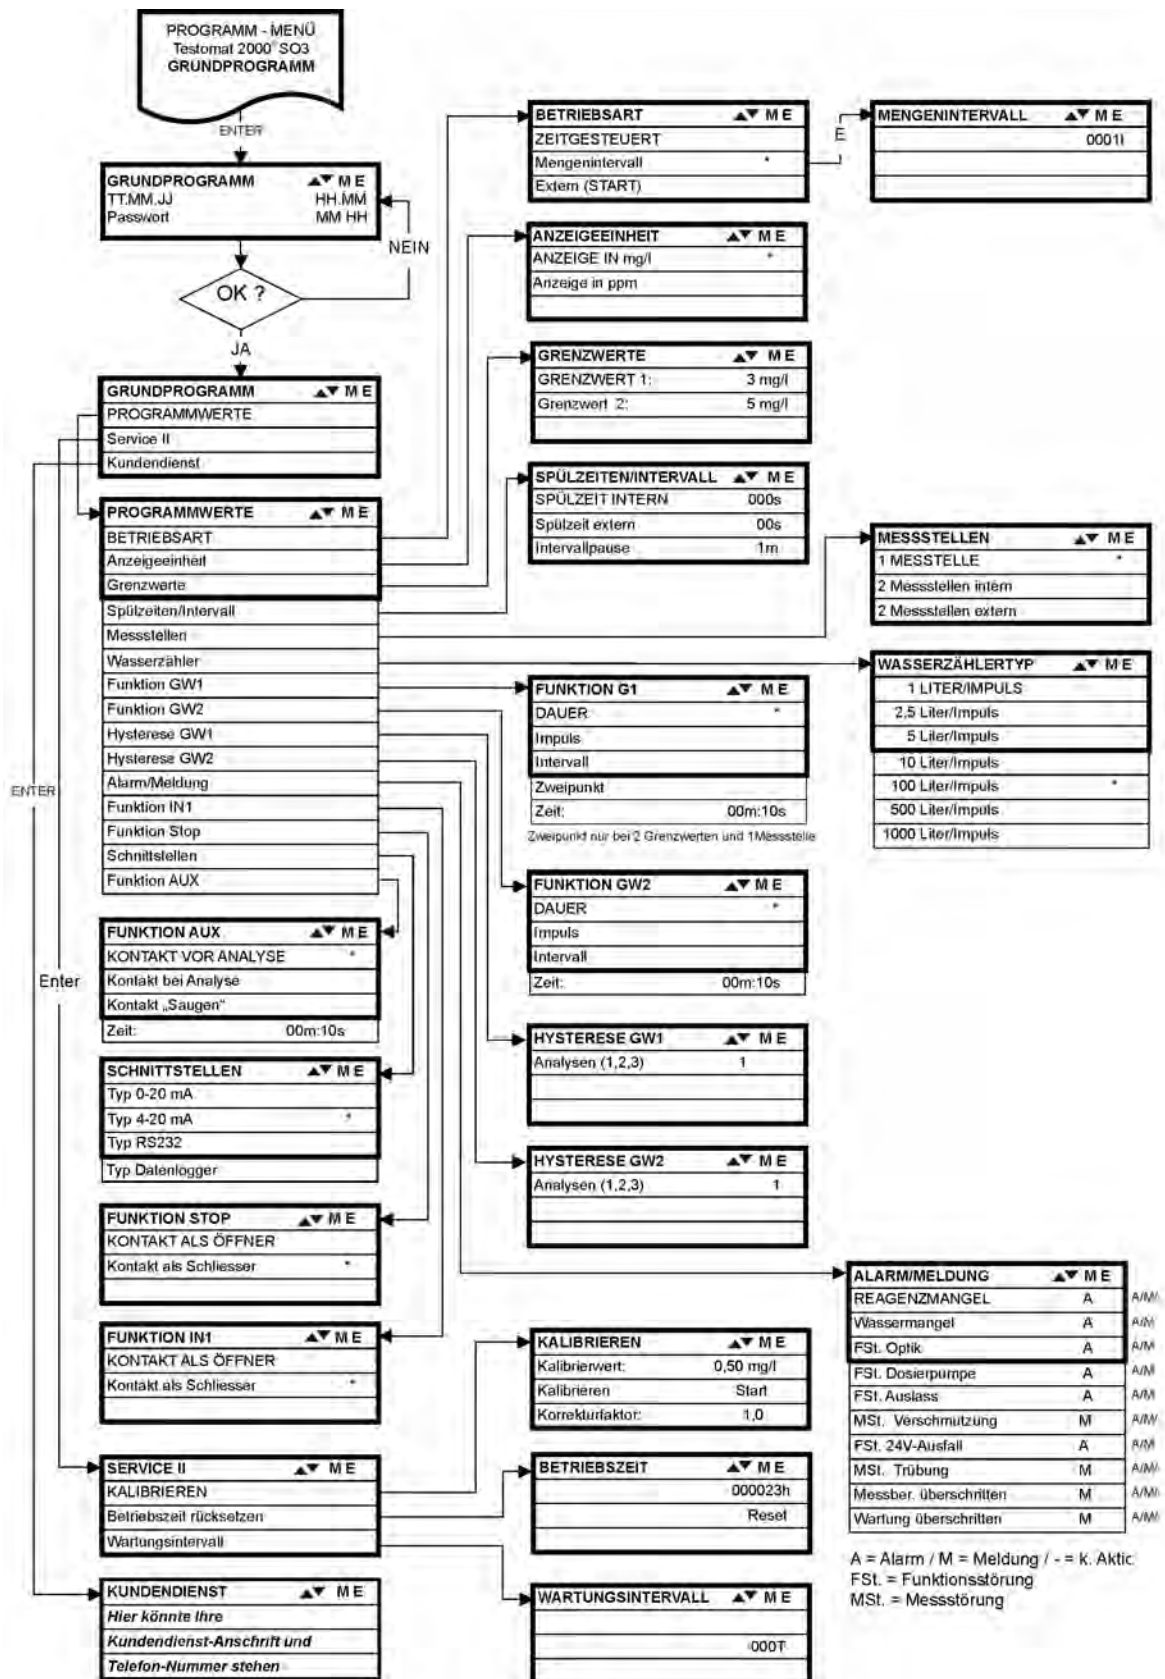 PROGRAMM - MENÜ
Testomat 2000® SO3
GRUNDPROGRAMM
ENTER
GRUNDPROGRAMM ▲▼ M E
TT.MM.JJ HH.MM
Passwort MM HH
NEIN
OK ?
JA
GRUNDPROGRAMM ▲▼ M E
PROGRAMMWERTE
Service II
Kundendienst
PROGRAMMWERTE ▲▼ M E
BETRIEBSART
Anzeigeeinheit
Grenzwerte
Spülzeiten/Intervall
Messstellen
Wasserzähler
Funktion GW1
Funktion GW2
Hysterese GW1
Hysterese GW2
Alarm/Meldung
Funktion IN1
Funktion Stop
Schnittstellen
Funktion AUX
ENTER
Enter
FUNKTION AUX ▲▼ M E
KONTAKT VOR ANALYSE *
Kontakt bei Analyse
Kontakt „Saugen“
Zeit: 00m:10s
SCHNITTSTELLEN ▲▼ M E
Typ 0-20 mA
Typ 4-20 mA *
Typ RS232
Typ Datenlogger
FUNKTION STOP ▲▼ M E
KONTAKT ALS ÖFFNER
Kontakt als Schliesser *
FUNKTION IN1 ▲▼ M E
KONTAKT ALS ÖFFNER
Kontakt als Schliesser *
SERVICE II ▲▼ M E
KALIBRIEREN
Betriebszeit rücksetzen
Wartungsintervall
KUNDENDIENST ▲▼ M E
Hier könnte Ihre
Kundendienst-Anschrift und
Telefon-Nummer stehen
BETRIEBSART ▲▼ M E
ZEITGESTEUERT
Mengenintervall *
Extern (START)
E
MENGENINTERVALL ▲▼ M E
0001l
ANZEIGEEINHEIT ▲▼ M E
ANZEIGE IN mg/l *
Anzeige in ppm
GRENZWERTE ▲▼ M E
GRENZWERT 1: 3 mg/l
Grenzwert 2: 5 mg/l
SPÜLZEITEN/INTERVALL ▲▼ M E
SPÜLZEIT INTERN 000s
Spülzeit extern 00s
Intervallpause 1m
MESSSTELLEN ▲▼ M E
1 MESSTELLE *
2 Messstellen intern
2 Messstellen extern
WASSERZÄHLERTYP ▲▼ M E
1 LITER/IMPULS
2,5 Liter/Impuls
5 Liter/Impuls
10 Liter/Impuls
100 Liter/Impuls *
500 Liter/Impuls
1000 Liter/Impuls
FUNKTION G1 ▲▼ M E
DAUER *
Impuls
Intervall
Zweipunkt
Zeit: 00m:10s
Zweipunkt nur bei 2 Grenzwerten und 1Messstelle
FUNKTION GW2 ▲▼ M E
DAUER *
Impuls
Intervall
Zeit: 00m:10s
HYSTERESE GW1 ▲▼ M E
Analysen (1,2,3) 1
HYSTERESE GW2 ▲▼ M E
Analysen (1,2,3) 1
ALARM/MELDUNG ▲▼ M E
REAGENZMANGEL A A/M/
Wassermangel A A/M/
FSt. Optik A A/M/
FSt. Dosierpumpe A A/M/
FSt. Auslass A A/M/
MSt. Verschmutzung M A/M/
FSt. 24V-Ausfall A A/M/
MSt. Trübung M A/M/
Messber. überschritten M A/M/
Wartung überschritten M A/M/
A = Alarm / M = Meldung / - = k. Aktic
FSt. = Funktionsstörung
MSt. = Messstörung
KALIBRIEREN ▲▼ M E
Kalibrierwert: 0,50 mg/l
Kalibrieren Start
Korrekturfaktor: 1,0
BETRIEBSZEIT ▲▼ M E
000023h
Reset
WARTUNGSINTERVALL ▲▼ M E
000T